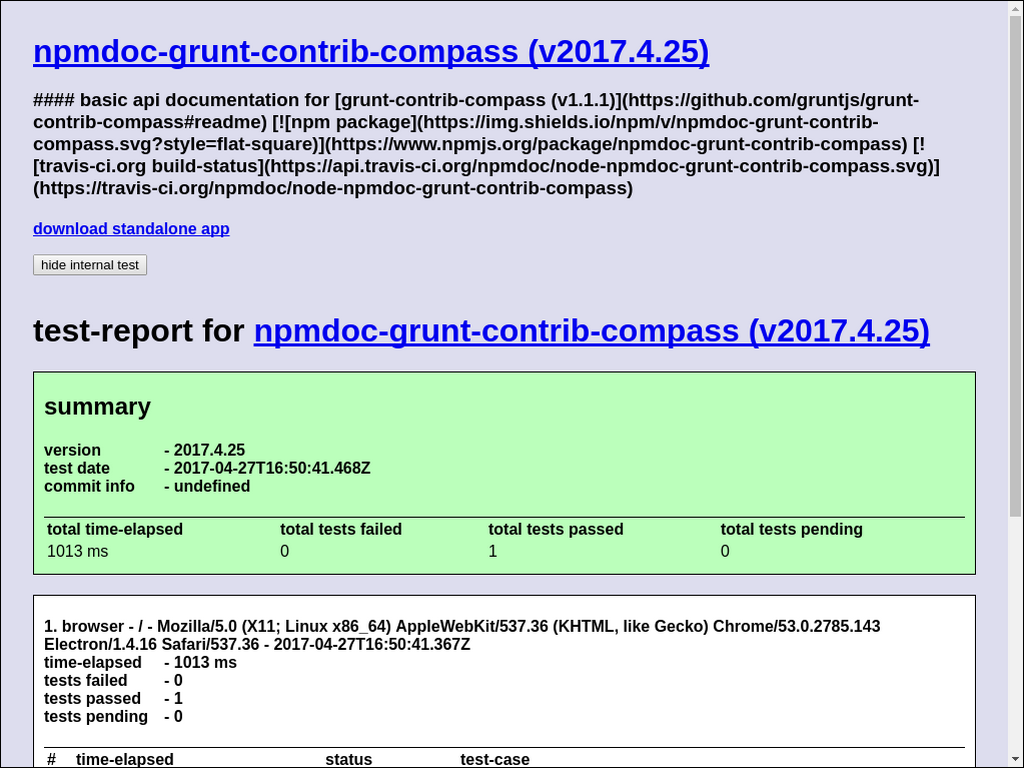 npmdoc-grunt-contrib-compass (v2017.4.25)
#### basic api documentation for [grunt-contrib-compass (v1.1.1)](https://github.com/gruntjs/grunt-
contrib-compass#readme) [![npm package](https://img.shields.io/npm/v/npmdoc-grunt-contrib-
compass.svg?style=flat-square)](https://www.npmjs.org/package/npmdoc-grunt-contrib-compass) [!
[travis-ci.org build-status](https://api.travis-ci.org/npmdoc/node-npmdoc-grunt-contrib-compass.svg)]
(https://travis-ci.org/npmdoc/node-npmdoc-grunt-contrib-compass)
download standalone app
hide internal test
test-report for npmdoc-grunt-contrib-compass (v2017.4.25)
summary
version - 2017.4.25
test date - 2017-04-27T16:50:41.468Z
commit info - undefined
total time-elapsed total tests failed total tests passed total tests pending
1013 ms 0 1 0
1. browser - / - Mozilla/5.0 (X11; Linux x86_64) AppleWebKit/537.36 (KHTML, like Gecko) Chrome/53.0.2785.143
Electron/1.4.16 Safari/537.36 - 2017-04-27T16:50:41.367Z
time-elapsed - 1013 ms
tests failed - 0
tests passed - 1
tests pending - 0
# time-elapsed status test-case